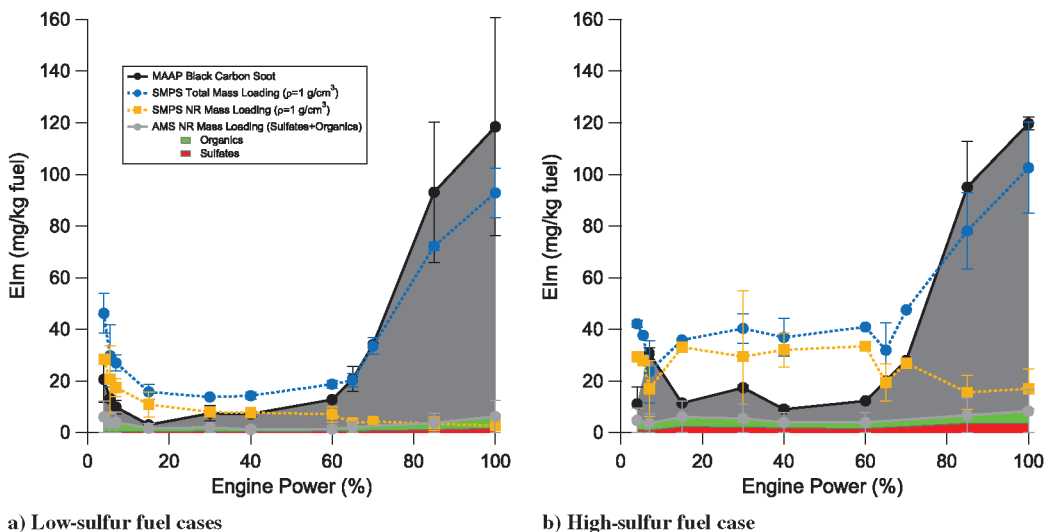 160
140
120
100
80
60
40
20
0
EIm (mg/kg fuel)
MAAP Black Carbon Soot
SMPS Total Mass Loading (ρ=1 g/cm³)
SMPS NR Mass Loading (ρ=1 g/cm³)
AMS NR Mass Loading (Sulfates+Organics)
Organics
Sulfates
0 20 40 60 80 100
Engine Power (%)
a) Low-sulfur fuel cases
160
140
120
100
80
60
40
20
0
EIm (mg/kg fuel)
0 20 40 60 80 100
Engine Power (%)
b) High-sulfur fuel case